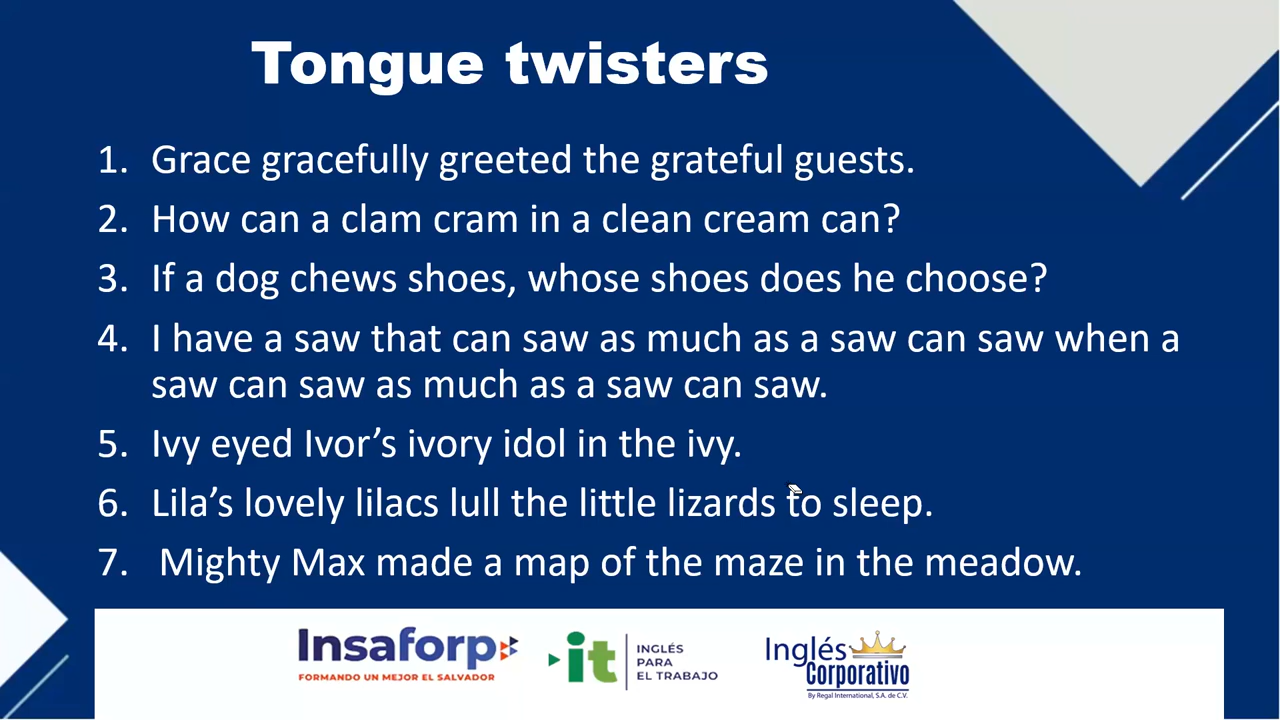 Tongue twisters
1. Grace gracefully greeted the grateful guests.
2. How can a clam cram in a clean cream can?
3. If a dog chews shoes, whose shoes does he choose?
4. I have a saw that can saw as much as a saw can saw when a
saw can saw as much as a saw can saw.
5. Ivy eyed Ivor’s ivory idol in the ivy.
6. Lila’s lovely lilacs lull the little lizards to sleep.
7. Mighty Max made a map of the maze in the meadow.
Insaforp
FORMANDO UN MEJOR EL SALVADOR
it
INGLÉS
PARA
EL TRABAJO
Inglés
Corporativo
By Regal International, S.A. de C.V.